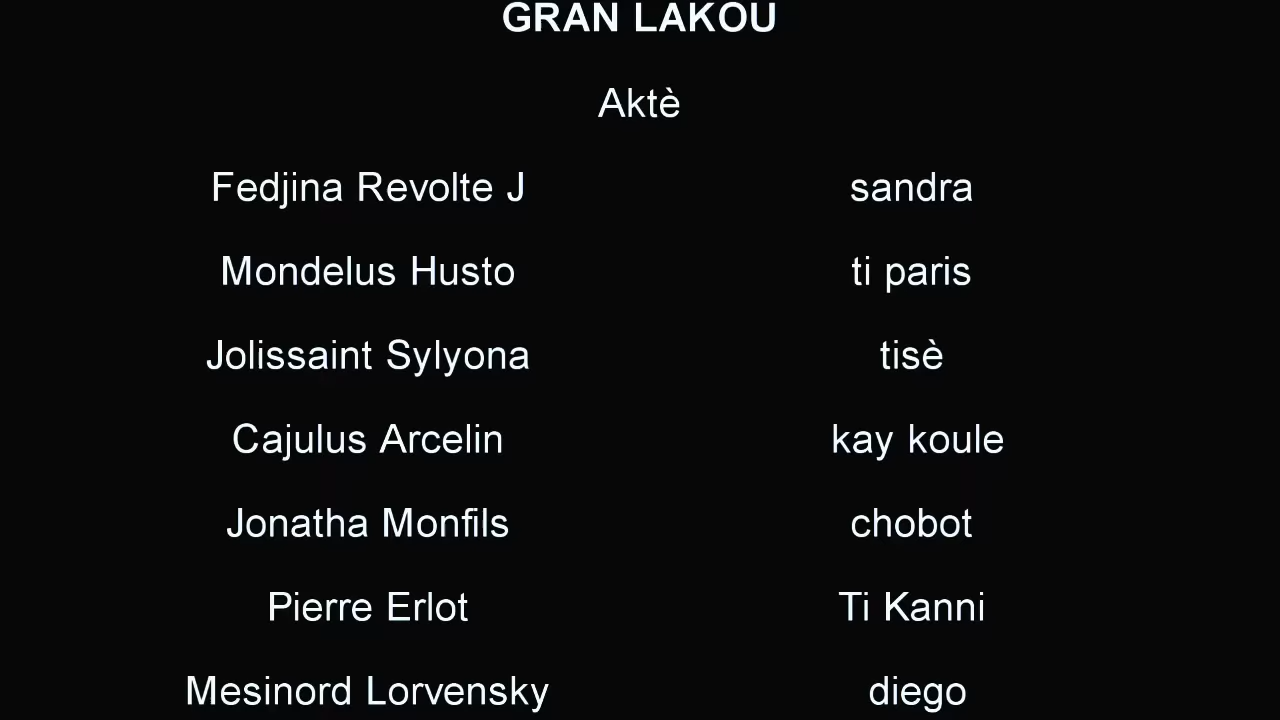 GRAN LAKOU
Aktè
Fedjina Revolte J sandra
Mondelus Husto ti paris
Jolissaint Sylyona tisè
Cajulus Arcelin kay koule
Jonatha Monfils chobot
Pierre Erlot Ti Kanni
Mesinord Lorvensky diego